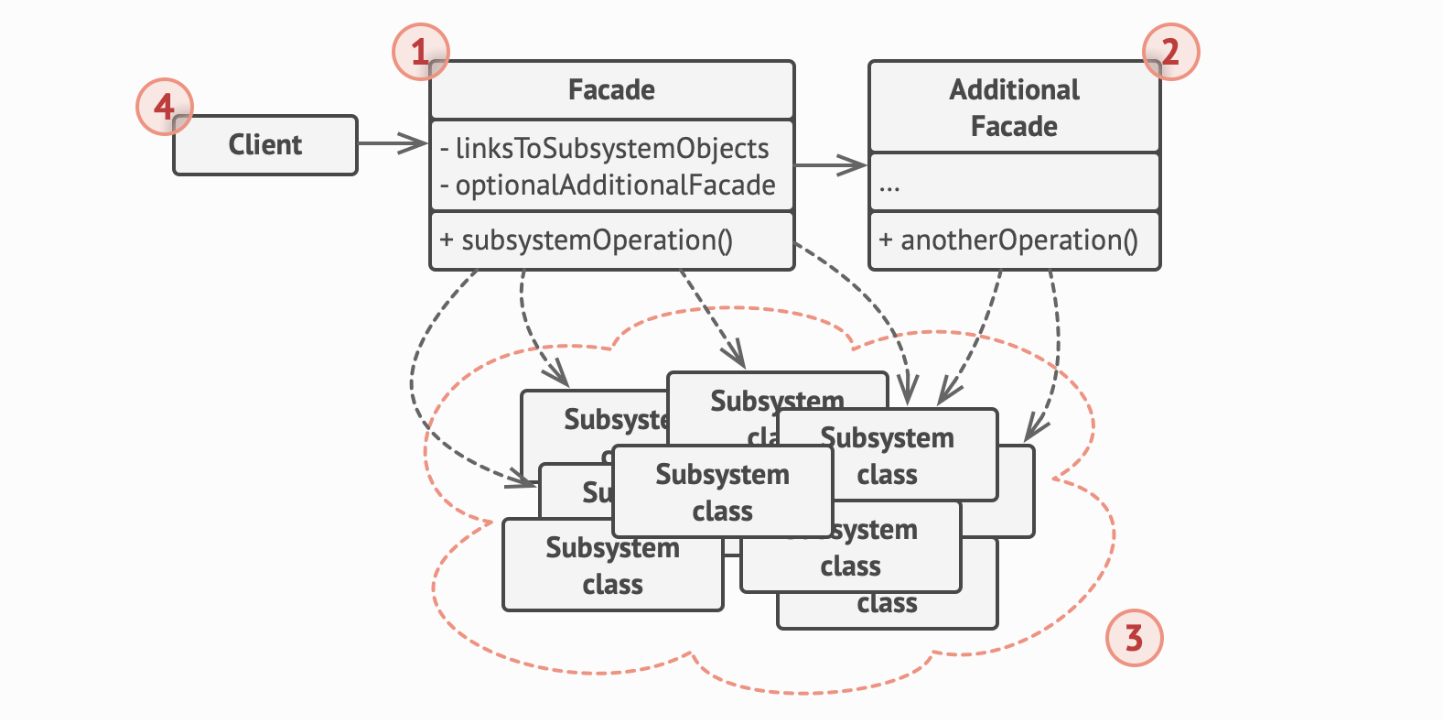 1
2
4
Facade
Additional
Facade
Client
- linksToSubsystemObjects
- optionalAdditionalFacade
...
+ subsystemOperation()
+ anotherOperation()
Subsystem
Subsystem
class
Subsystem
class
Subsystem
class
class
3